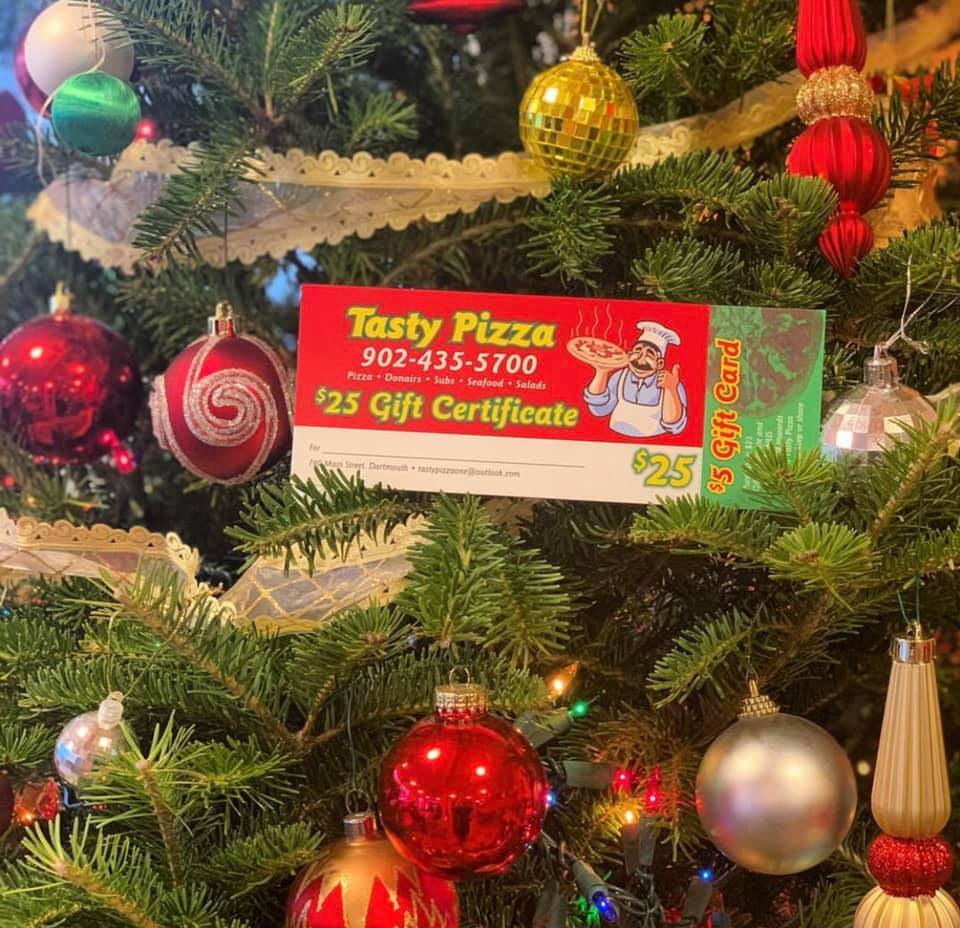 Tasty Pizza
902-435-5700
Pizza • Donairs • Subs • Seafood • Salads
$25 Gift Certificate
For
Main Street, Dartmouth • tastypizzaone@outlook.com
$25
$5 Gift Card